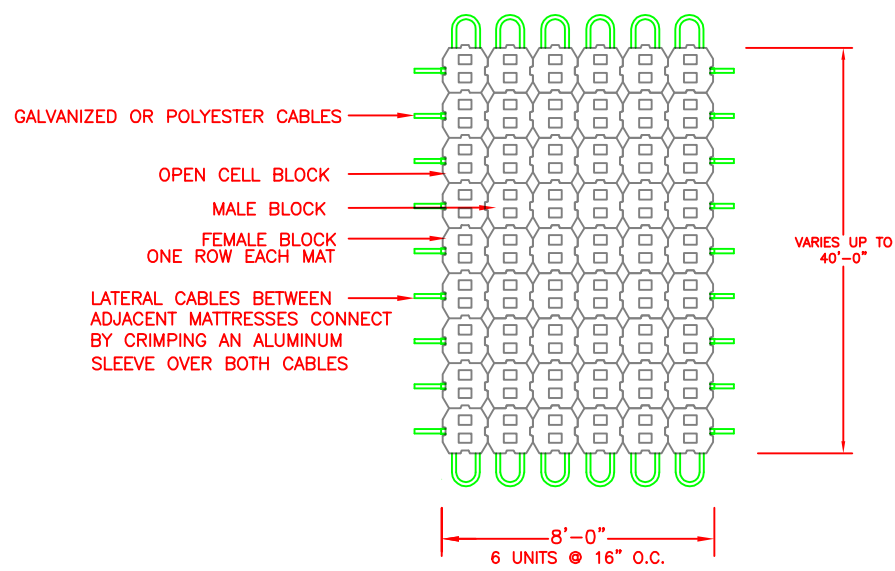 GALVANIZED OR POLYESTER CABLES
OPEN CELL BLOCK
MALE BLOCK
FEMALE BLOCK
ONE ROW EACH MAT
LATERAL CABLES BETWEEN
ADJACENT MATTRESSES CONNECT
BY CRIMPING AN ALUMINUM
SLEEVE OVER BOTH CABLES
VARIES UP TO
40'-0"
8'-0"
6 UNITS @ 16" O.C.